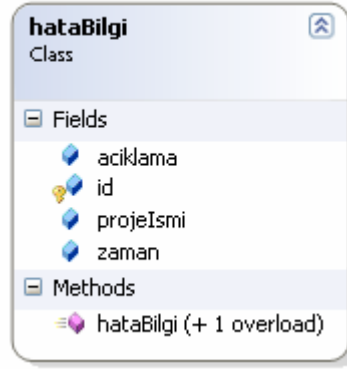 hataBilgi
Class
Fields
aciklama
id
projeIsmi
zaman
Methods
hataBilgi (+ 1 overload)